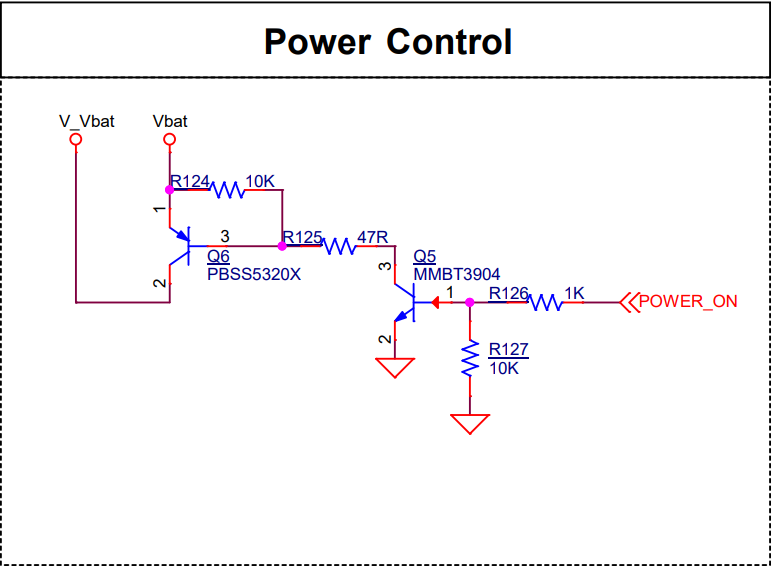 Power Control
V_Vbat
Vbat
R124 10K
1
3
Q6
PBSS5320X
2
R125 47R
3
Q5
MMBT3904
1
2
R126 1K
POWER_ON
R127
10K